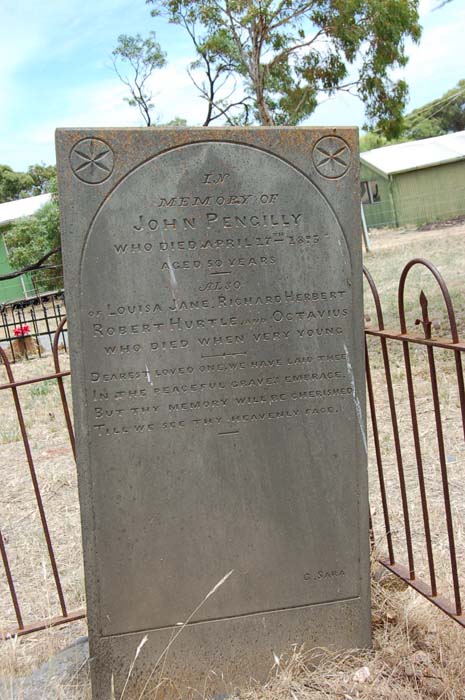 IN
MEMORY OF
JOHN PENGILLY
WHO DIED APRIL 17TH 1875
AGED 50 YEARS
ALSO
OF LOUISA JANE, RICHARD HERBERT
ROBERT HURTLE, AND OCTAVIUS
WHO DIED WHEN VERY YOUNG
DEAREST LOVED ONE, WE HAVE LAID THEE
IN THE PEACEFUL GRAVE'S EMBRACE,
BUT THY MEMORY WILL BE CHERISHED
TILL WE SEE THY HEAVENLY FACE.
G. SARA